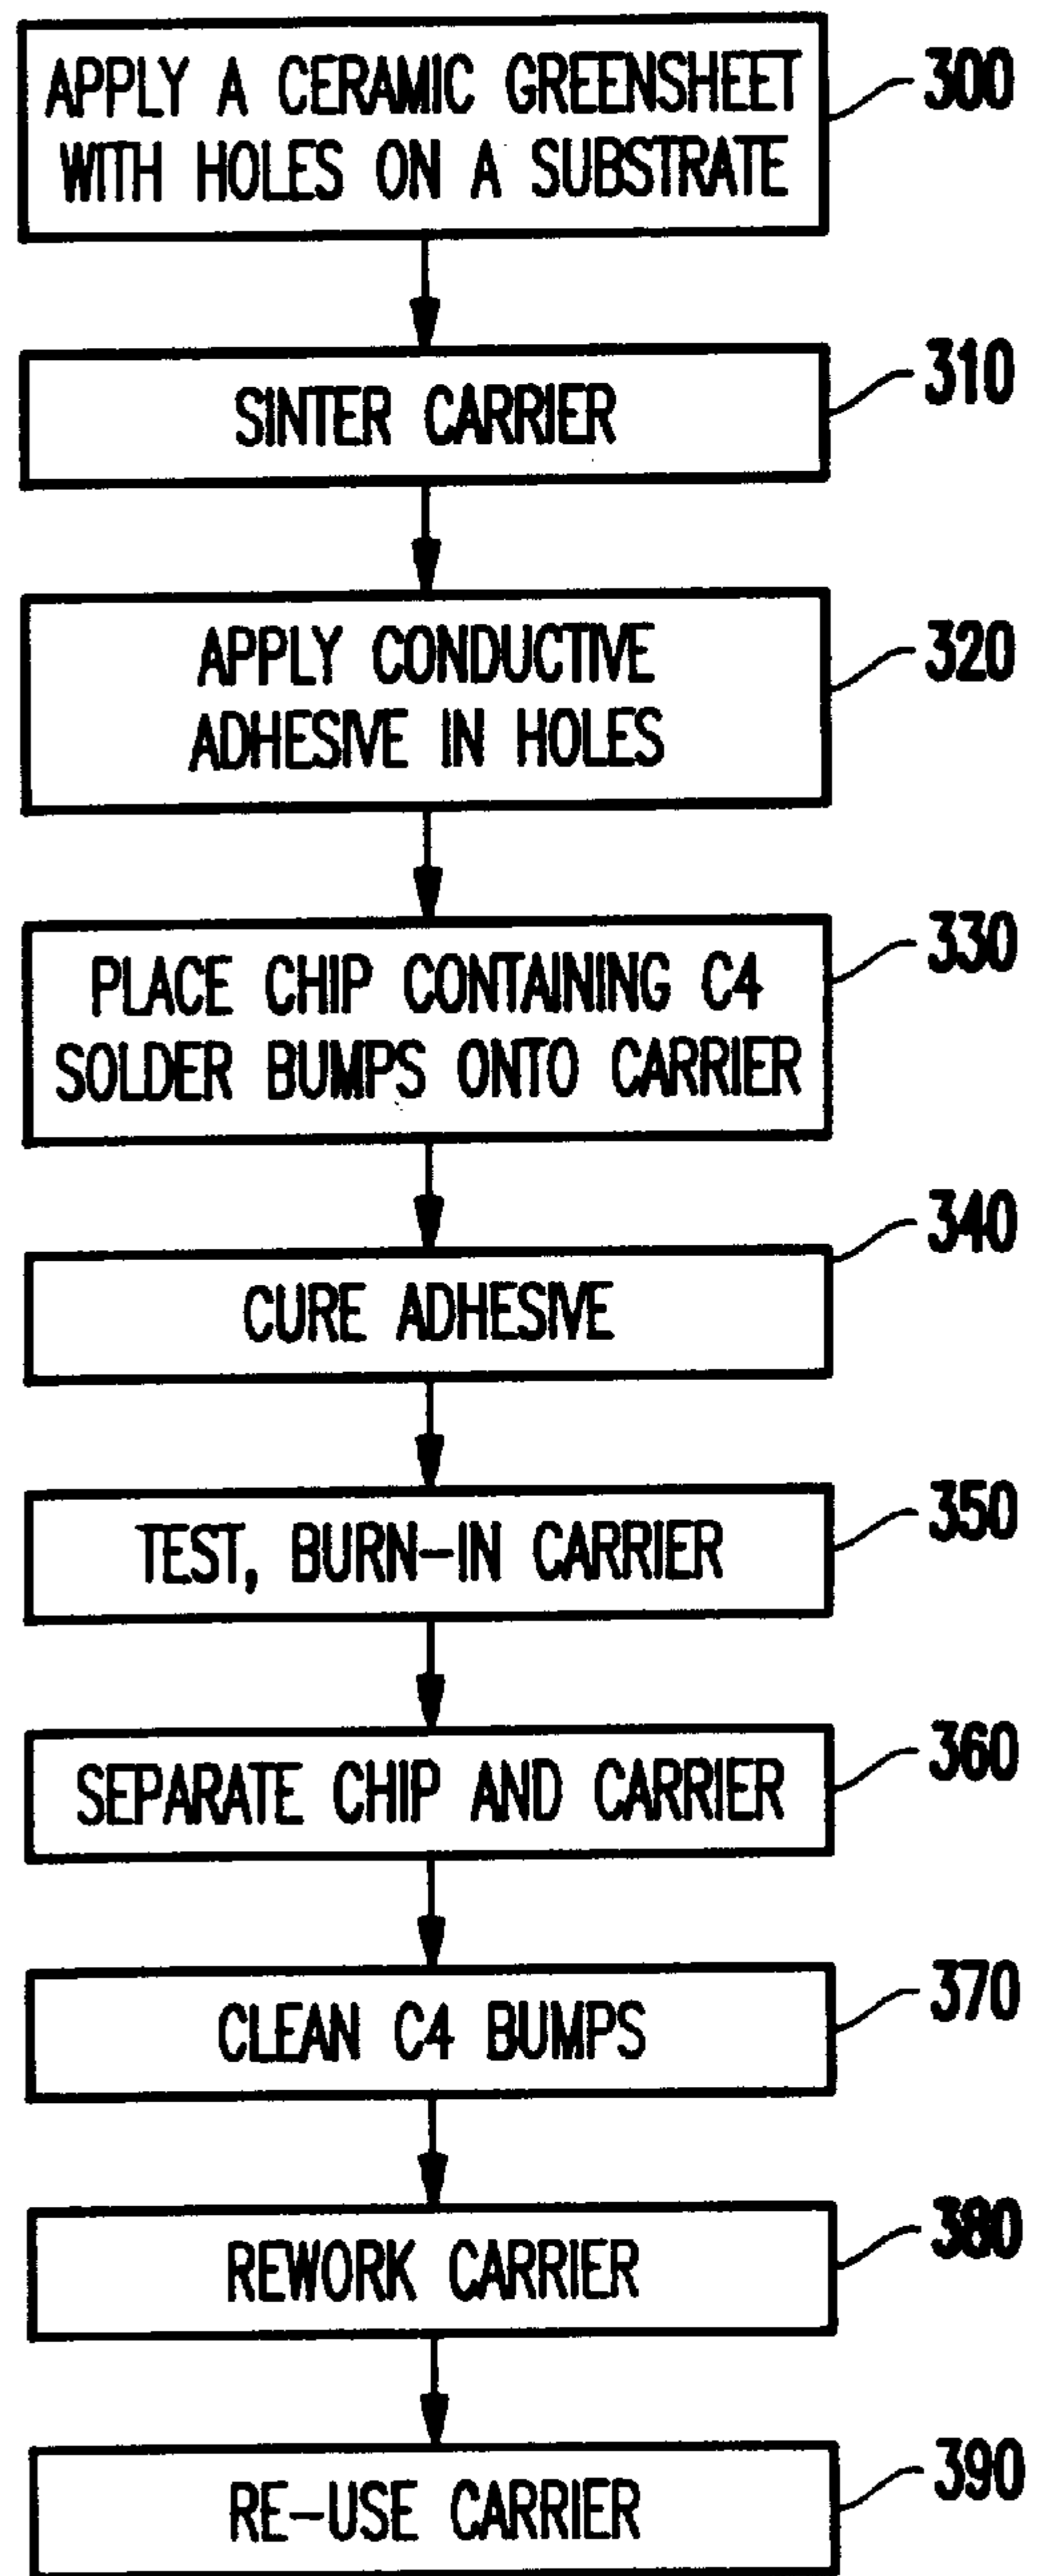 APPLY A CERAMIC GREENSHEET
WITH HOLES ON A SUBSTRATE
300
SINTER CARRIER
310
APPLY CONDUCTIVE
ADHESIVE IN HOLES
320
PLACE CHIP CONTAINING C4
SOLDER BUMPS ONTO CARRIER
330
CURE ADHESIVE
340
TEST, BURN-IN CARRIER
350
SEPARATE CHIP AND CARRIER
360
CLEAN C4 BUMPS
370
REWORK CARRIER
380
RE-USE CARRIER
390